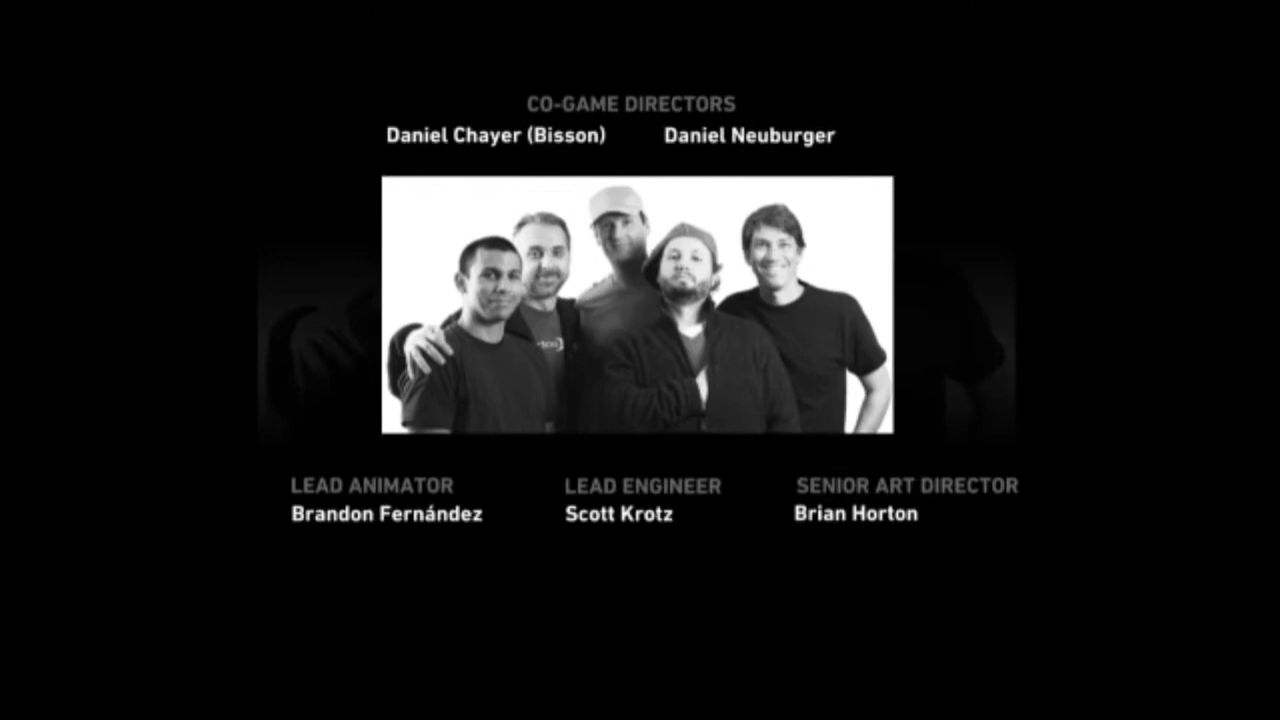 CO-GAME DIRECTORS
Daniel Chayer (Bisson) Daniel Neuburger
LEAD ANIMATOR LEAD ENGINEER SENIOR ART DIRECTOR
Brandon Fernández Scott Krotz Brian Horton